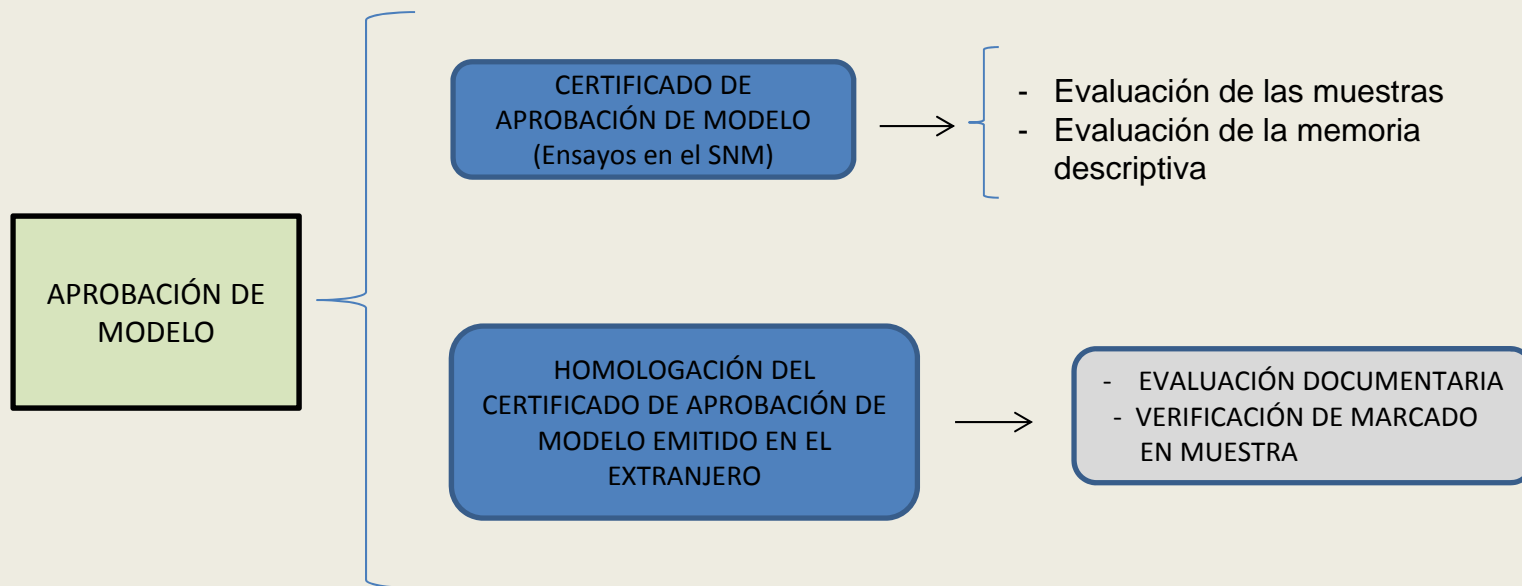 CERTIFICADO DE
APROBACIÓN DE MODELO
(Ensayos en el SNM)
- Evaluación de las muestras
- Evaluación de la memoria
descriptiva
APROBACIÓN DE
MODELO
HOMOLOGACIÓN DEL
CERTIFICADO DE APROBACIÓN DE
MODELO EMITIDO EN EL
EXTRANJERO
- EVALUACIÓN DOCUMENTARIA
- VERIFICACIÓN DE MARCADO
EN MUESTRA